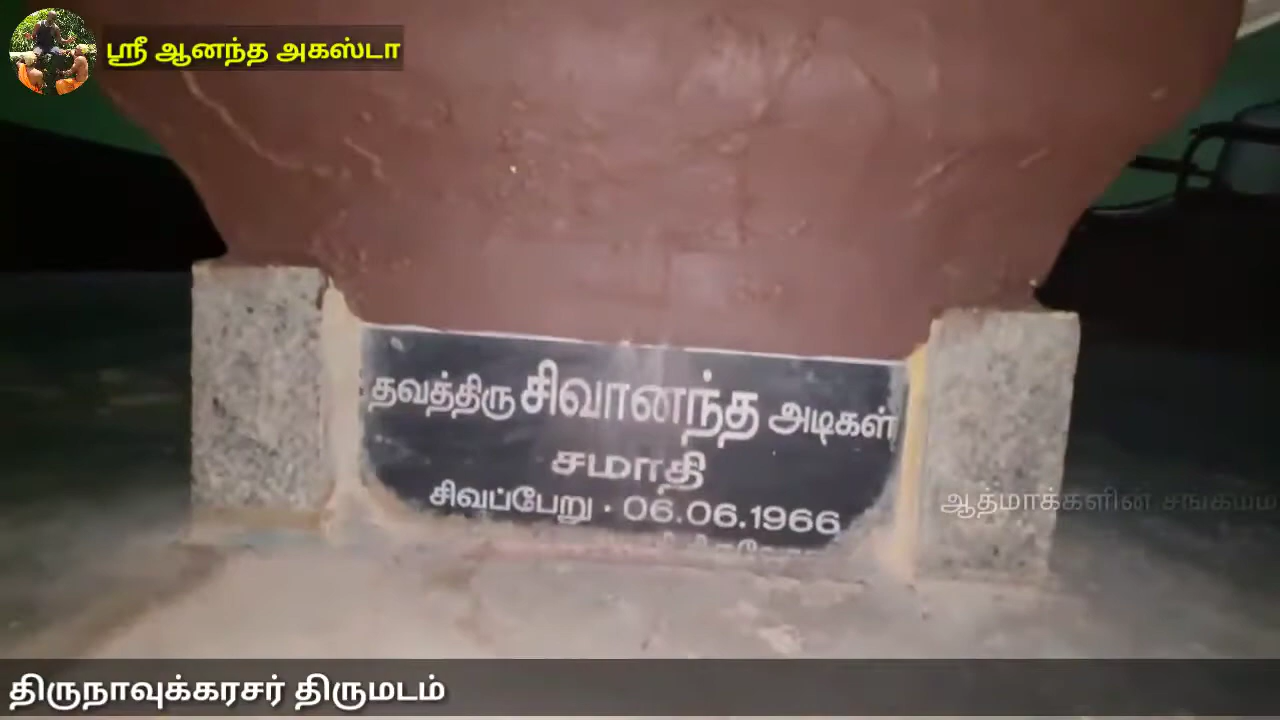 ஸ்ரீ ஆனந்த அகஸ்டா
தவத்திரு சிவானந்த அடிகள்
சமாதி
சிவப்பேறு · 06.06.1966
ஆத்மாக்களின் சங்கமம்
திருநாவுக்கரசர் திருமடம்